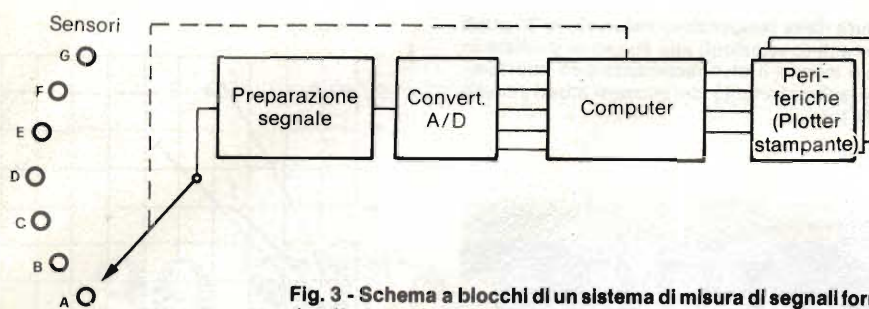 Sensori
G
F
E
D
C
B
A
Preparazione
segnale
Convert.
A/D
Computer
Peri-
feriche
(Plotter
stampante)
Fig. 3 - Schema a blocchi di un sistema di misura di segnali